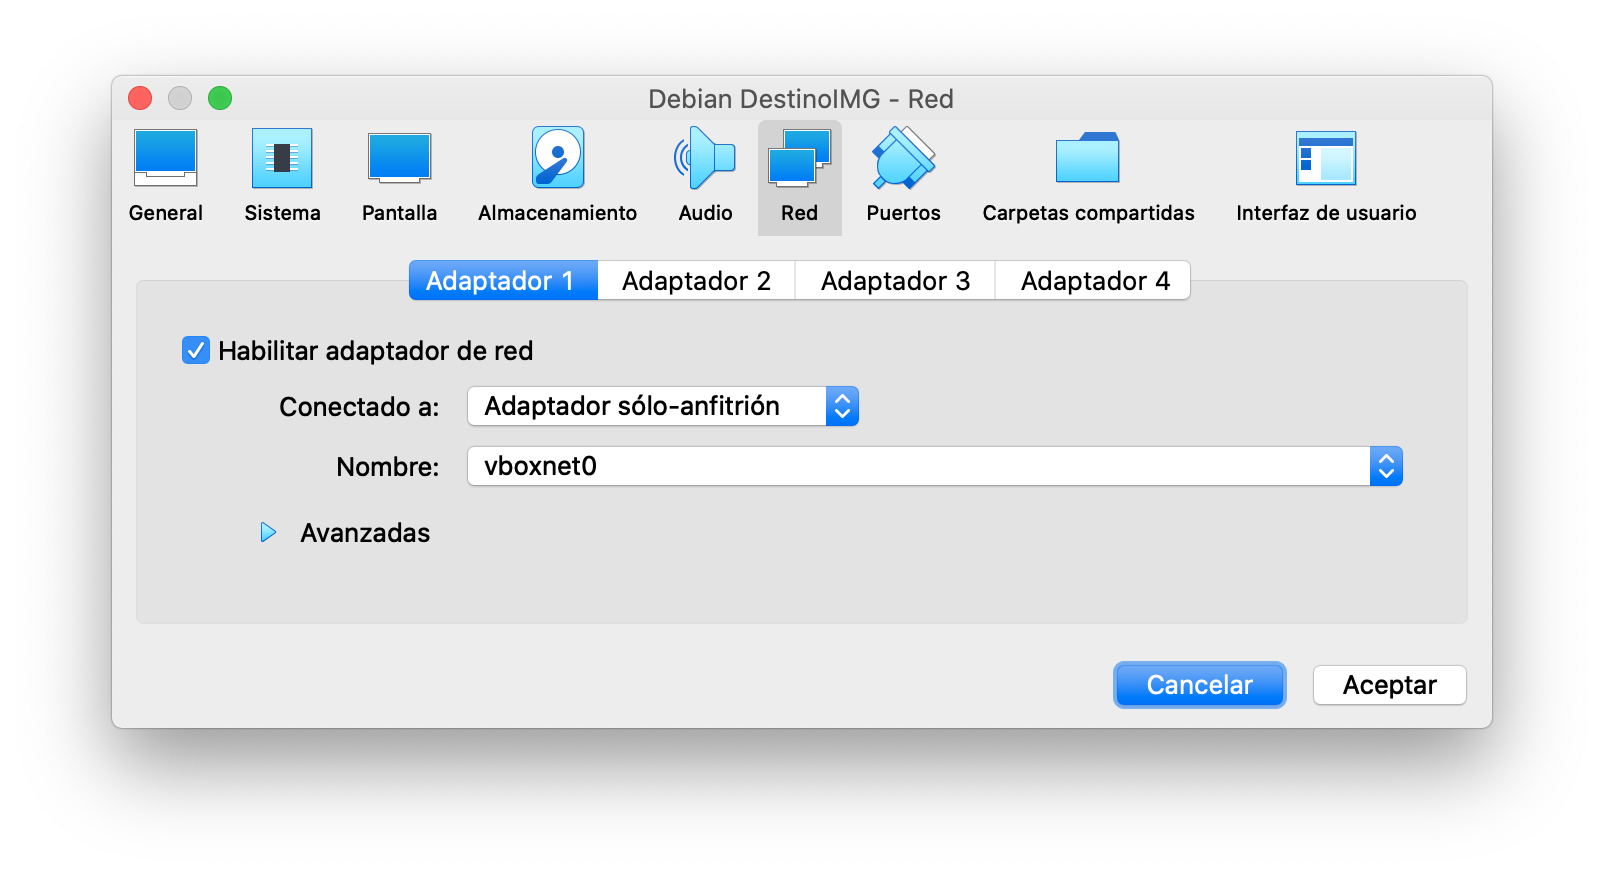 Debian DestinoIMG - Red
General Sistema Pantalla Almacenamiento Audio Red Puertos Carpetas compartidas Interfaz de usuario
Adaptador 1 Adaptador 2 Adaptador 3 Adaptador 4
Habilitar adaptador de red
Conectado a: Adaptador sólo-anfitrión
Nombre: vboxnet0
Avanzadas
Cancelar Aceptar